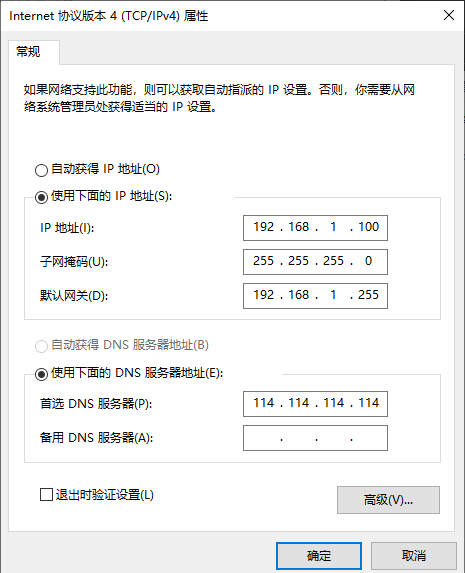 Internet 协议版本 4 (TCP/IPv4) 属性
常规
如果网络支持此功能，则可以获取自动指派的 IP 设置。否则，你需要从网
络系统管理员处获得适当的 IP 设置。
自动获得 IP 地址(O)
使用下面的 IP 地址(S):
IP 地址(I):
192 . 168 . 1 . 100
子网掩码(U):
255 . 255 . 255 . 0
默认网关(D):
192 . 168 . 1 . 255
自动获得 DNS 服务器地址(B)
使用下面的 DNS 服务器地址(E):
首选 DNS 服务器(P):
114 . 114 . 114 . 114
备用 DNS 服务器(A):
. . .
退出时验证设置(L)
高级(V)...
确定
取消